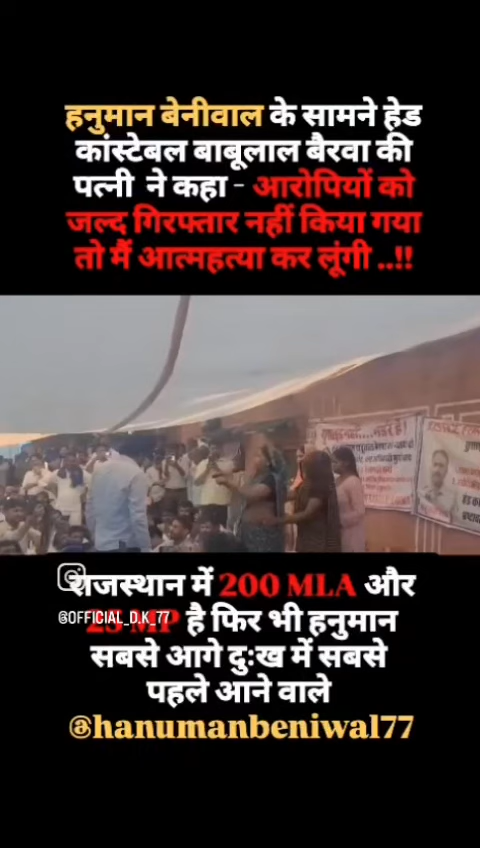 हनुमान बेनीवाल के सामने हेड
कांस्टेबल बाबूलाल बैरवा की
पत्नी ने कहा - आरोपियों को
जल्द गिरफ्तार नहीं किया गया
तो मैं आत्महत्या कर लूंगी ..!!
राजस्थान में 200 MLA और
@OFFICIAL_D.K_77
25 MP है फिर भी हनुमान
सबसे आगे दुःख में सबसे
पहले आने वाले
@hanumanbeniwal77